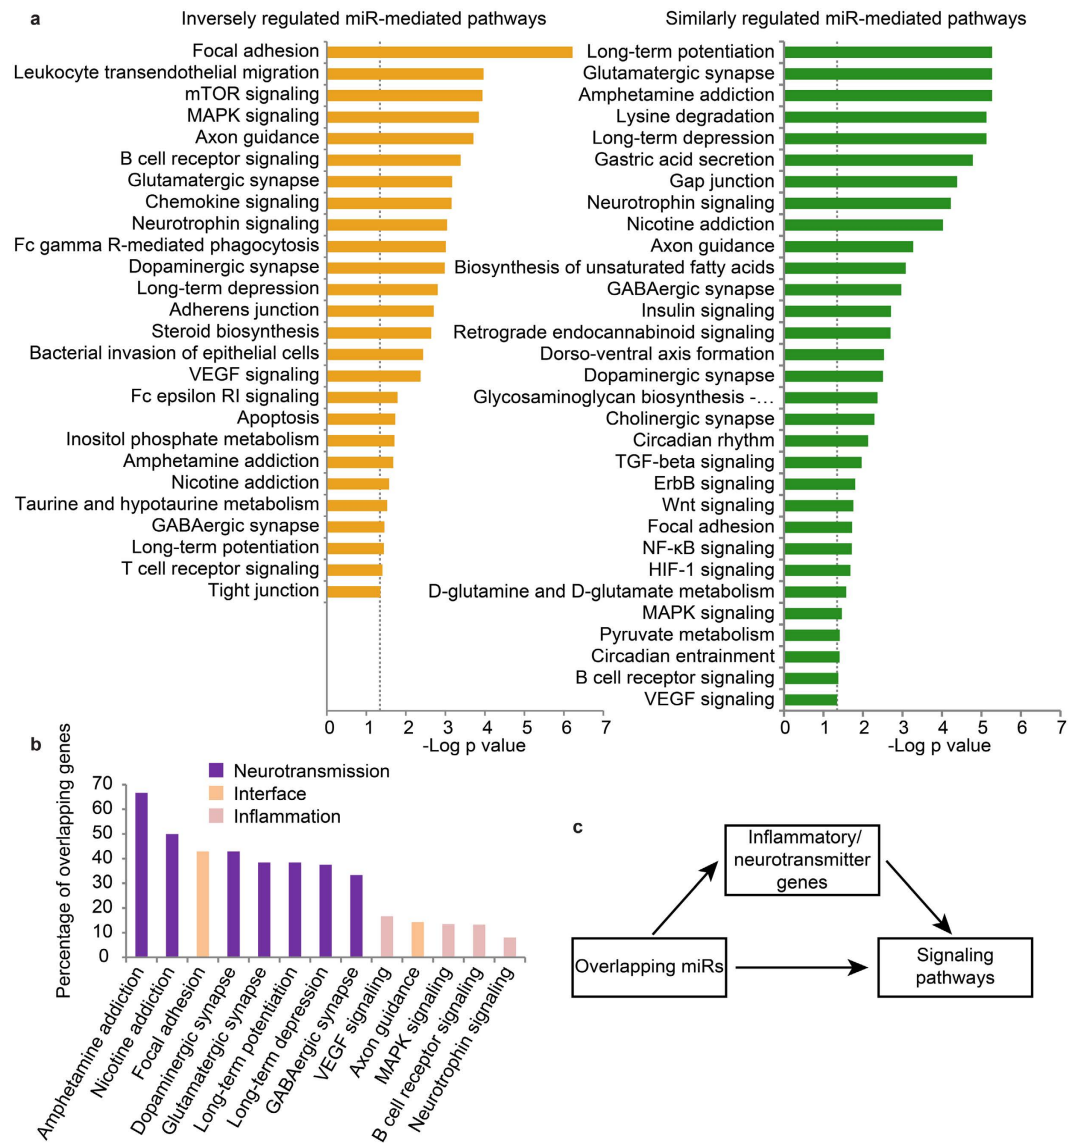 a
Inversely regulated miR-mediated pathways
Focal adhesion
Leukocyte transendothelial migration
mTOR signaling
MAPK signaling
Axon guidance
B cell receptor signaling
Glutamatergic synapse
Chemokine signaling
Neurotrophin signaling
Fc gamma R-mediated phagocytosis
Dopaminergic synapse
Long-term depression
Adherens junction
Steroid biosynthesis
Bacterial invasion of epithelial cells
VEGF signaling
Fc epsilon RI signaling
Apoptosis
Inositol phosphate metabolism
Amphetamine addiction
Nicotine addiction
Taurine and hypotaurine metabolism
GABAergic synapse
Long-term potentiation
T cell receptor signaling
Tight junction
0 1 2 3 4 5 6 7
-Log p value
Similarly regulated miR-mediated pathways
Long-term potentiation
Glutamatergic synapse
Amphetamine addiction
Lysine degradation
Long-term depression
Gastric acid secretion
Gap junction
Neurotrophin signaling
Nicotine addiction
Axon guidance
Biosynthesis of unsaturated fatty acids
GABAergic synapse
Insulin signaling
Retrograde endocannabinoid signaling
Dorso-ventral axis formation
Dopaminergic synapse
Glycosaminoglycan biosynthesis -...
Cholinergic synapse
Circadian rhythm
TGF-beta signaling
ErbB signaling
Wnt signaling
Focal adhesion
NF-κB signaling
HIF-1 signaling
D-glutamine and D-glutamate metabolism
MAPK signaling
Pyruvate metabolism
Circadian entrainment
B cell receptor signaling
VEGF signaling
0 1 2 3 4 5 6 7
-Log p value
b
Percentage of overlapping genes
70
60
50
40
30
20
10
0
Neurotransmission
Interface
Inflammation
Amphetamine addiction
Nicotine addiction
Focal adhesion
Dopaminergic synapse
Glutamatergic synapse
Long-term potentiation
Long-term depression
GABAergic synapse
VEGF signaling
Axon guidance
MAPK signaling
B cell receptor signaling
Neurotrophin signaling
c
Inflammatory/
neurotransmitter
genes
Overlapping miRs
Signaling
pathways